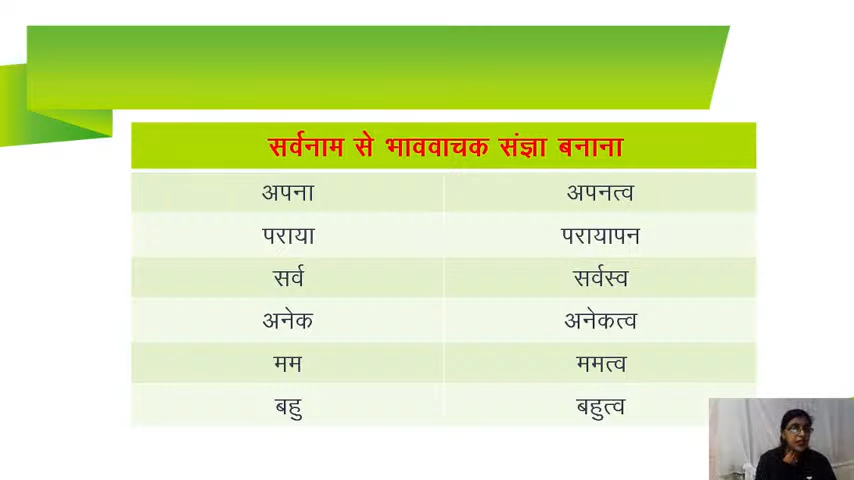 सर्वनाम से भाववाचक संज्ञा बनाना
अपना अपनत्व
पराया परायापन
सर्व सर्वस्व
अनेक अनेकत्व
मम ममत्व
बहु बहुत्व